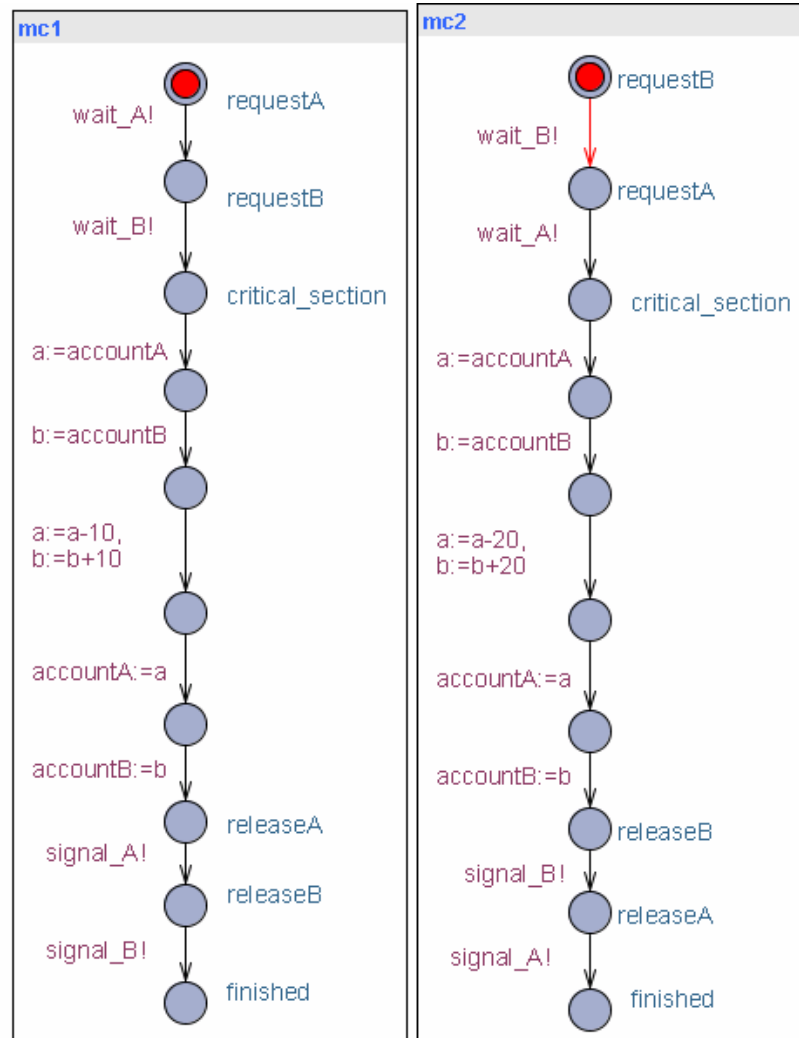 mc1
requestA
wait_A!
requestB
wait_B!
critical_section
a:=accountA
b:=accountB
a:=a-10,
b:=b+10
accountA:=a
accountB:=b
releaseA
signal_A!
releaseB
signal_B!
finished
mc2
requestB
wait_B!
requestA
wait_A!
critical_section
a:=accountA
b:=accountB
a:=a-20,
b:=b+20
accountA:=a
accountB:=b
releaseB
signal_B!
releaseA
signal_A!
finished